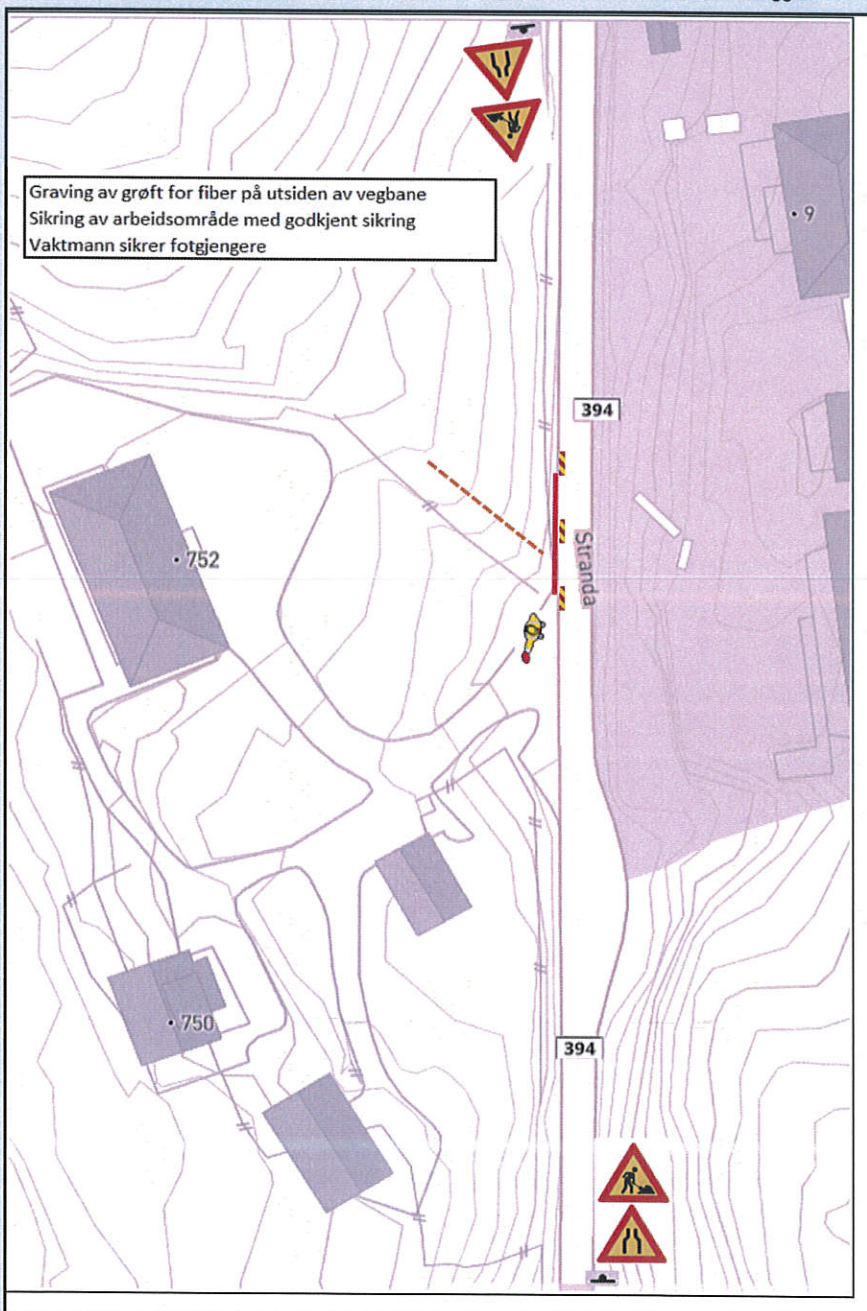 Graving av grøft for fiber på utsiden av vegbane
Sikring av arbeidsområde med godkjent sikring
Vaktmann sikrer fotgjengere
9
394
Stranda
752
750
394